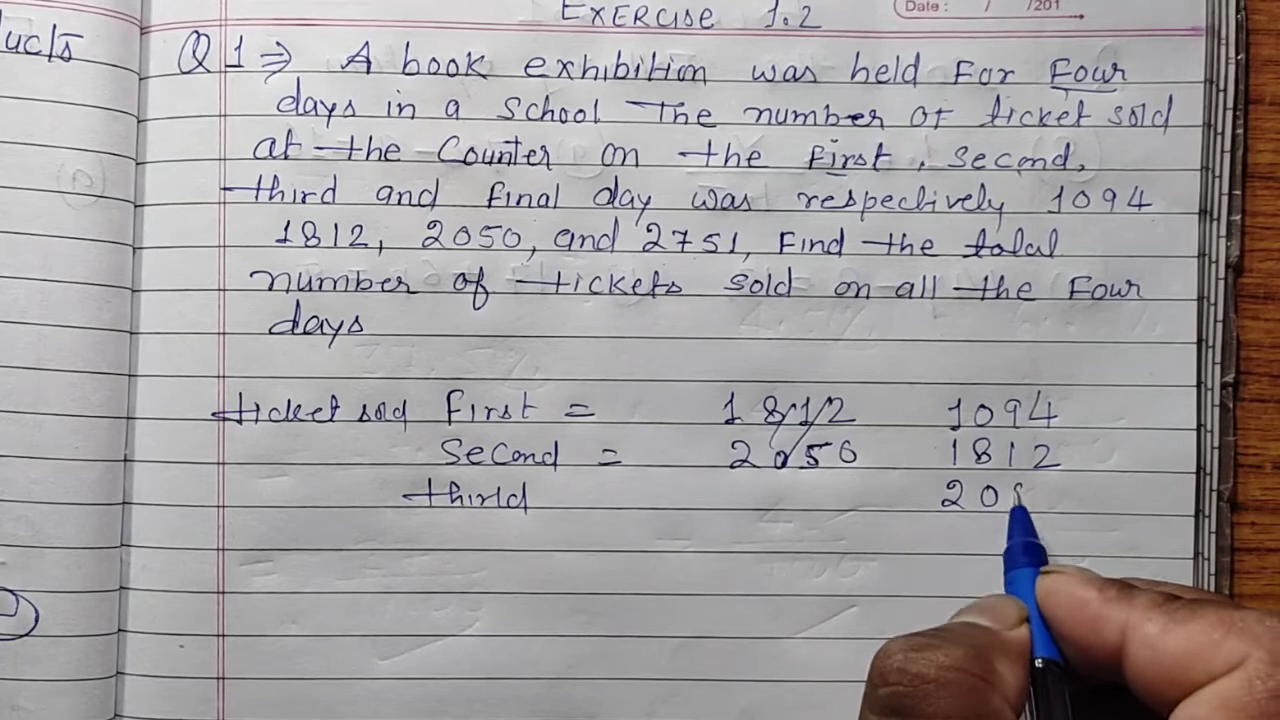 EXERCISE 1.2
Date : / /201
Q1⇒ A book exhibition was held For Four
days in a School The number of ticket sold
at the Counter on the First, Second,
third and final day was respectively 1094
1812, 2050, and 2751, Find the total
number of tickets sold on all the Four
days
ticket sold First = 1812 1094
Second = 2050 1812
third 20